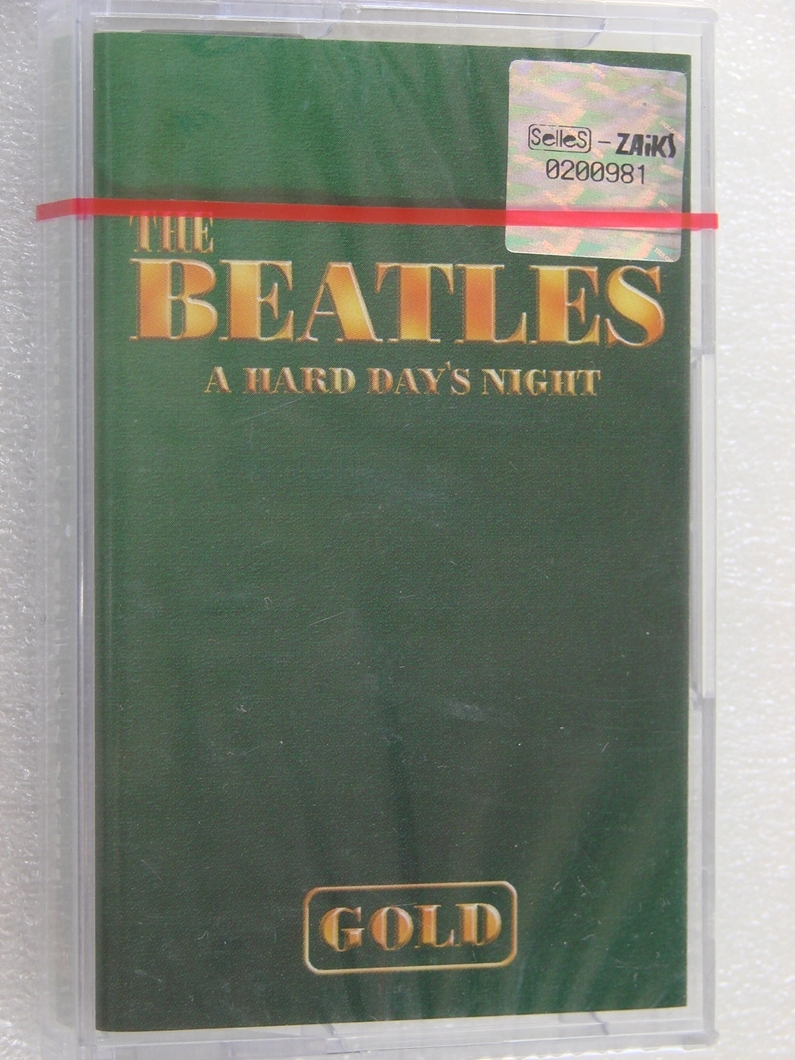 SelleS - ZAiKS
0200981
THE
BEATLES
A HARD DAY'S NIGHT
GOLD